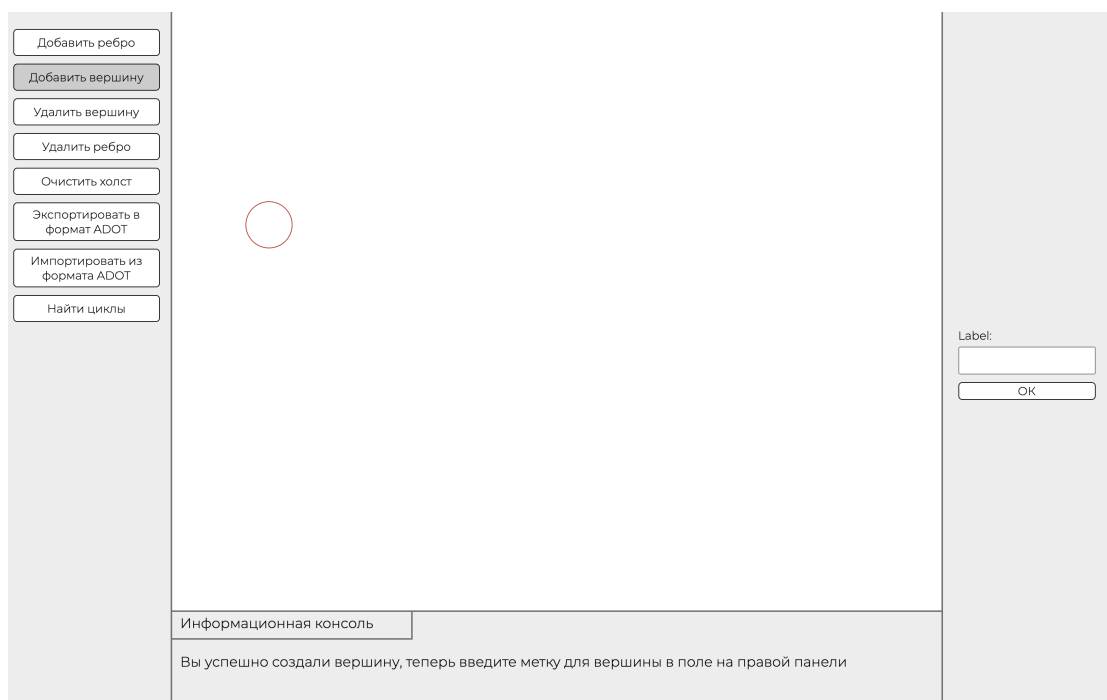 Добавить ребро
Добавить вершину
Удалить вершину
Удалить ребро
Очистить холст
Экспортировать в
формат ADOT
Импортировать из
формата ADOT
Найти циклы
Label:
ОК
Информационная консоль
Вы успешно создали вершину, теперь введите метку для вершины в поле на правой панели